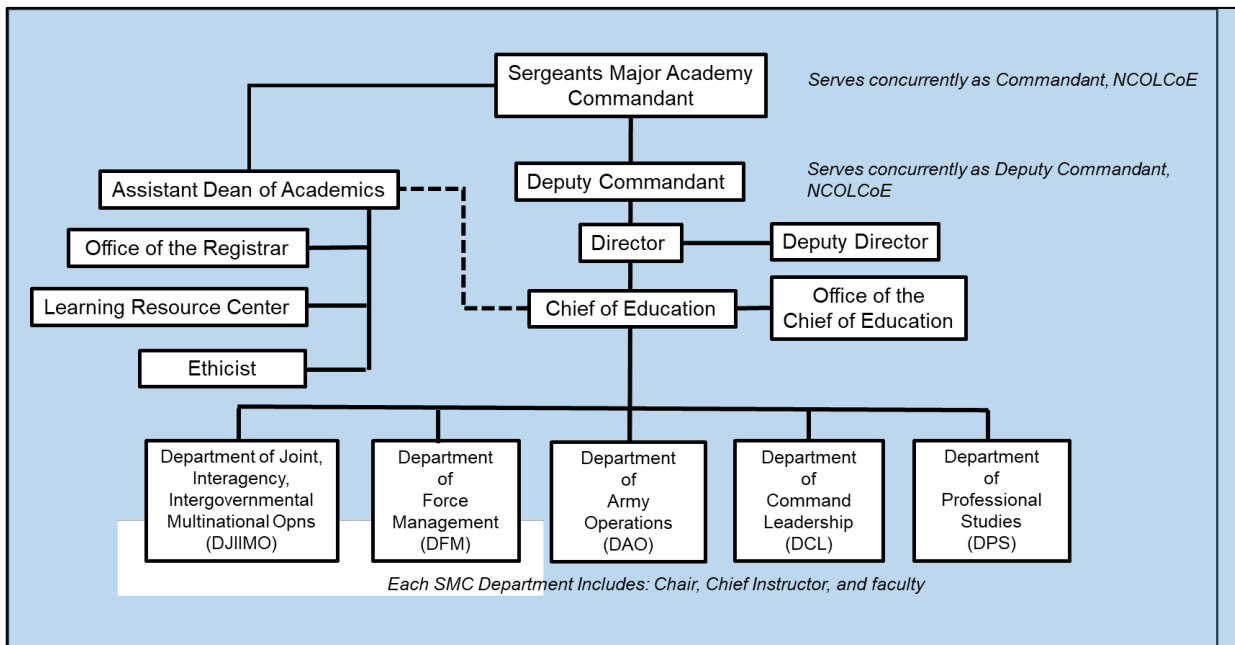 Sergeants Major Academy
Commandant
Serves concurrently as Commandant, NCOLCoE
Assistant Dean of Academics
Deputy Commandant
Serves concurrently as Deputy Commandant,
NCOLCoE
Office of the Registrar
Director
Deputy Director
Learning Resource Center
Chief of Education
Office of the
Chief of Education
Ethicist
Department of Joint,
Interagency,
Intergovernmental
Multinational Opns
(DJIIMO)
Department
of
Force
Management
(DFM)
Department
of
Army
Operations
(DAO)
Department
of
Command
Leadership
(DCL)
Department
of
Professional
Studies
(DPS)
Each SMC Department Includes: Chair, Chief Instructor, and faculty